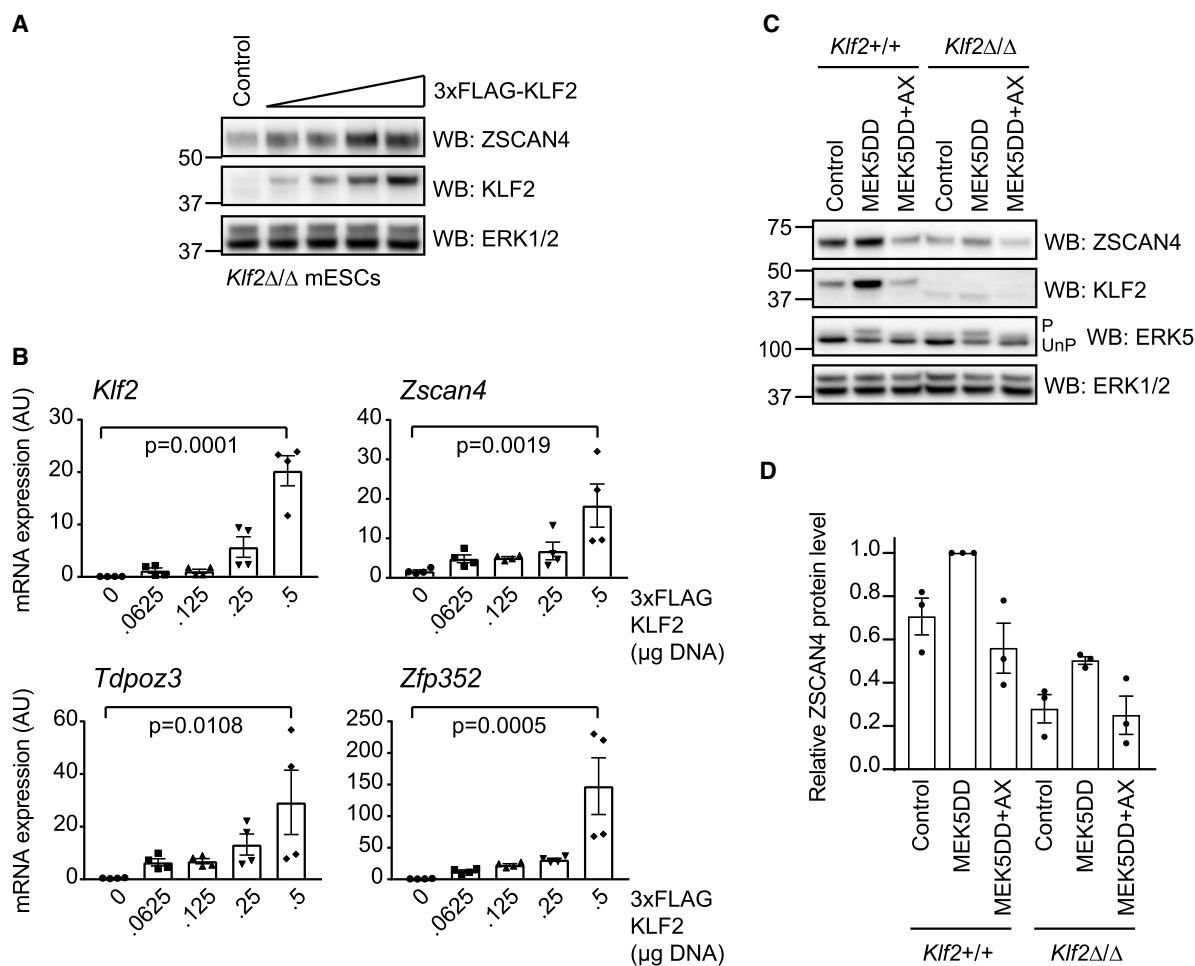 A
Control
3xFLAG-KLF2
WB: ZSCAN4
50
WB: KLF2
37
WB: ERK1/2
37
Klf2Δ/Δ mESCs
B
Klf2
mRNA expression (AU)
30
20
10
0
p=0.0001
0
.0625
.125
.25
.5
Zscan4
40
30
20
10
0
p=0.0019
0
.0625
.125
.25
.5
3xFLAG
KLF2
(µg DNA)
Tdpoz3
mRNA expression (AU)
60
40
20
0
p=0.0108
0
.0625
.125
.25
.5
Zfp352
250
200
150
100
50
0
p=0.0005
0
.0625
.125
.25
.5
3xFLAG
KLF2
(µg DNA)
C
Klf2+/+ Klf2Δ/Δ
Control
MEK5DD
MEK5DD+AX
Control
MEK5DD
MEK5DD+AX
75
WB: ZSCAN4
50
37
WB: KLF2
P
UnP
WB: ERK5
100
WB: ERK1/2
37
D
Relative ZSCAN4 protein level
1.0
0.8
0.6
0.4
0.2
0.0
Control
MEK5DD
MEK5DD+AX
Control
MEK5DD
MEK5DD+AX
Klf2+/+ Klf2Δ/Δ